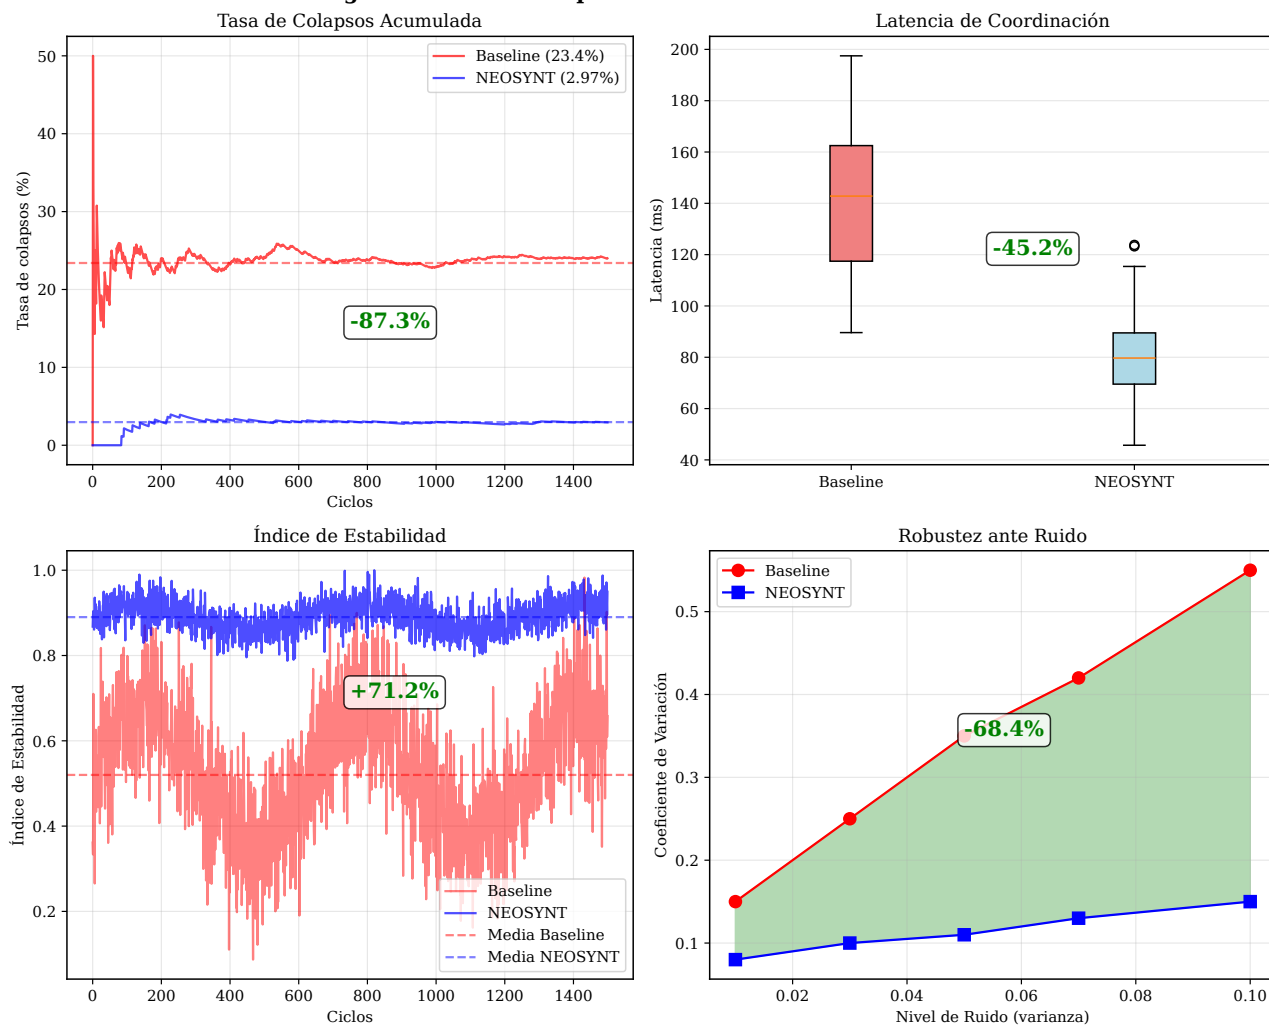 Tasa de Colapsos Acumulada
Baseline (23.4%)
NEOSYNT (2.97%)
-87.3%
50
40
30
20
10
0
Tasa de colapsos (%)
0 200 400 600 800 1000 1200 1400
Ciclos
Latencia de Coordinación
-45.2%
200
180
160
140
120
100
80
60
40
Latencia (ms)
Baseline NEOSYNT
Índice de Estabilidad
+71.2%
1.0
0.8
0.6
0.4
0.2
Índice de Estabilidad
Baseline
NEOSYNT
Media Baseline
Media NEOSYNT
0 200 400 600 800 1000 1200 1400
Ciclos
Robustez ante Ruido
Baseline
NEOSYNT
-68.4%
0.5
0.4
0.3
0.2
0.1
Coeficiente de Variación
0.02 0.04 0.06 0.08 0.10
Nivel de Ruido (varianza)